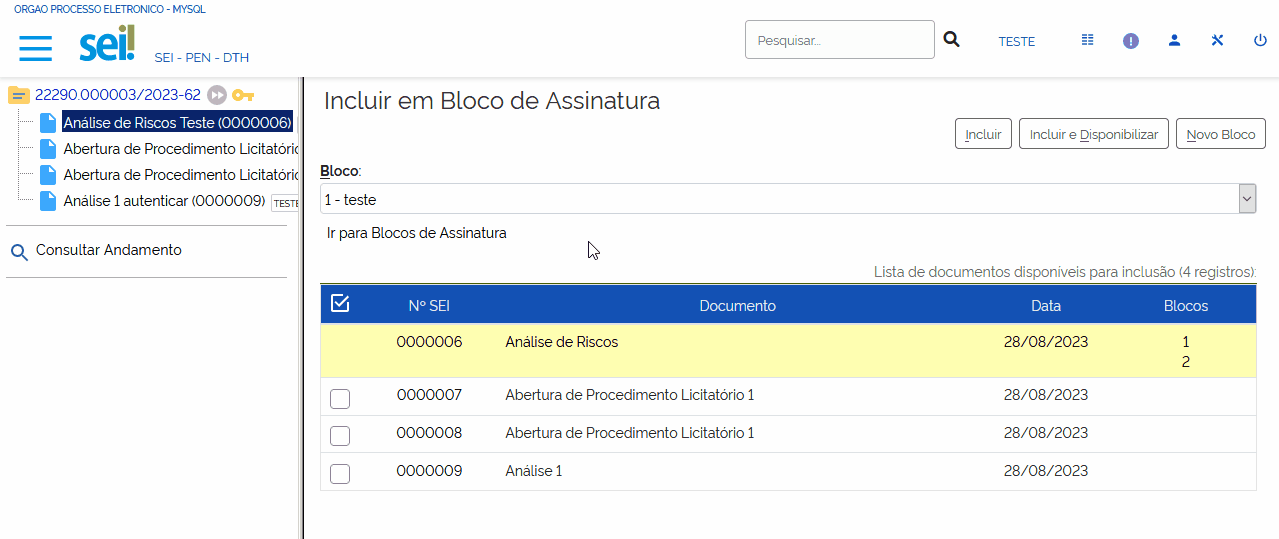 ORGAO PROCESSO ELETRONICO - MYSQL
sei!
SEI - PEN - DTH
Pesquisar...
TESTE
22290.000003/2023-62
Análise de Riscos Teste (0000006)
Abertura de Procedimento Licitatório
Abertura de Procedimento Licitatório
Análise 1 autenticar (0000009) TESTE
Consultar Andamento
Incluir em Bloco de Assinatura
Incluir
Incluir e Disponibilizar
Novo Bloco
Bloco:
1 - teste
Ir para Blocos de Assinatura
Lista de documentos disponíveis para inclusão (4 registros):
Nº SEI Documento Data Blocos
0000006 Análise de Riscos 28/08/2023 1
2
0000007 Abertura de Procedimento Licitatório 1 28/08/2023
0000008 Abertura de Procedimento Licitatório 1 28/08/2023
0000009 Análise 1 28/08/2023